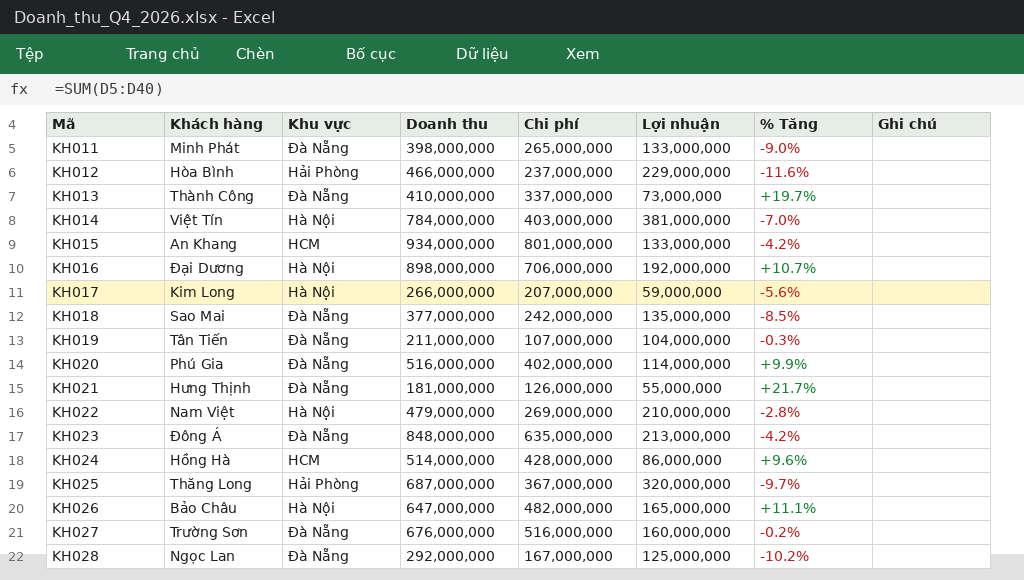 Doanh_thu_Q4_2026.xlsx - Excel
Tệp Trang chủ Chèn Bố cục Dữ liệu Xem
fx =SUM(D5:D40)
4 Mã Khách hàng Khu vực Doanh thu Chi phí Lợi nhuận % Tăng Ghi chú
5 KH011 Minh Phát Đà Nẵng 398,000,000 265,000,000 133,000,000 -9.0%
6 KH012 Hòa Bình Hải Phòng 466,000,000 237,000,000 229,000,000 -11.6%
7 KH013 Thành Công Đà Nẵng 410,000,000 337,000,000 73,000,000 +19.7%
8 KH014 Việt Tín Hà Nội 784,000,000 403,000,000 381,000,000 -7.0%
9 KH015 An Khang HCM 934,000,000 801,000,000 133,000,000 -4.2%
10 KH016 Đại Dương Hà Nội 898,000,000 706,000,000 192,000,000 +10.7%
11 KH017 Kim Long Hà Nội 266,000,000 207,000,000 59,000,000 -5.6%
12 KH018 Sao Mai Đà Nẵng 377,000,000 242,000,000 135,000,000 -8.5%
13 KH019 Tân Tiến Đà Nẵng 211,000,000 107,000,000 104,000,000 -0.3%
14 KH020 Phú Gia Đà Nẵng 516,000,000 402,000,000 114,000,000 +9.9%
15 KH021 Hưng Thịnh Đà Nẵng 181,000,000 126,000,000 55,000,000 +21.7%
16 KH022 Nam Việt Hà Nội 479,000,000 269,000,000 210,000,000 -2.8%
17 KH023 Đông Á Đà Nẵng 848,000,000 635,000,000 213,000,000 -4.2%
18 KH024 Hồng Hà HCM 514,000,000 428,000,000 86,000,000 +9.6%
19 KH025 Thăng Long Hải Phòng 687,000,000 367,000,000 320,000,000 -9.7%
20 KH026 Bảo Châu Hà Nội 647,000,000 482,000,000 165,000,000 +11.1%
21 KH027 Trường Sơn Đà Nẵng 676,000,000 516,000,000 160,000,000 -0.2%
22 KH028 Ngọc Lan Đà Nẵng 292,000,000 167,000,000 125,000,000 -10.2%